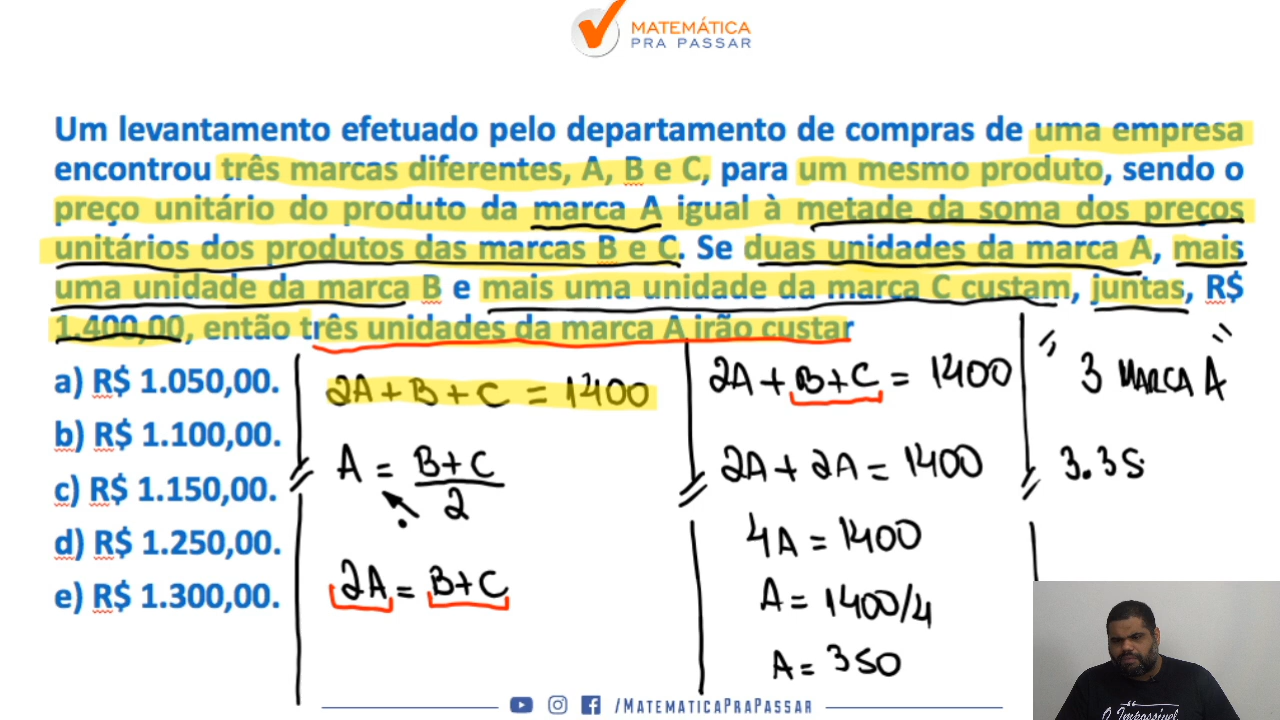 MATEMÁTICA
PRA PASSAR
Um levantamento efetuado pelo departamento de compras de uma empresa
encontrou três marcas diferentes, A, B e C, para um mesmo produto, sendo o
preço unitário do produto da marca A igual à metade da soma dos preços
unitários dos produtos das marcas B e C. Se duas unidades da marca A, mais
uma unidade da marca B e mais uma unidade da marca C custam, juntas, R$
1.400,00, então três unidades da marca A irão custar
a) R$ 1.050,00.
b) R$ 1.100,00.
c) R$ 1.150,00.
d) R$ 1.250,00.
e) R$ 1.300,00.
2A + B + C = 1400
A = B+C
2
2A = B+C
2A + B+C = 1400
2A + 2A = 1400
4A = 1400
A = 1400/4
A = 350
" "
3 MARCA A
3.35
/MATEMATICAPRAPASSAR
O Impossível